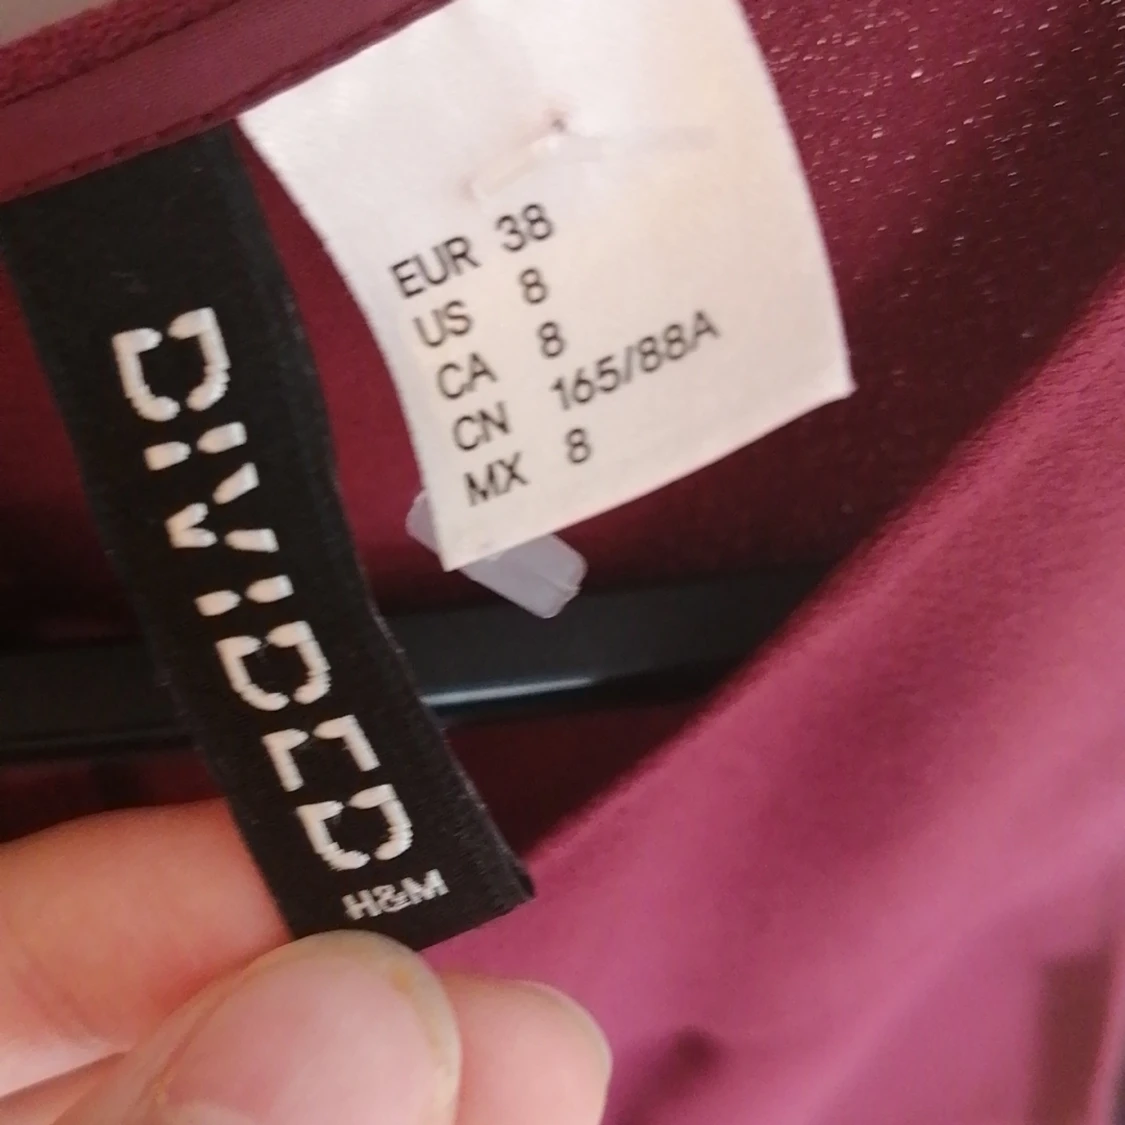 DIVIDED
H&M
EUR 38
US 8
CA 8
CN 165/88A
MX 8